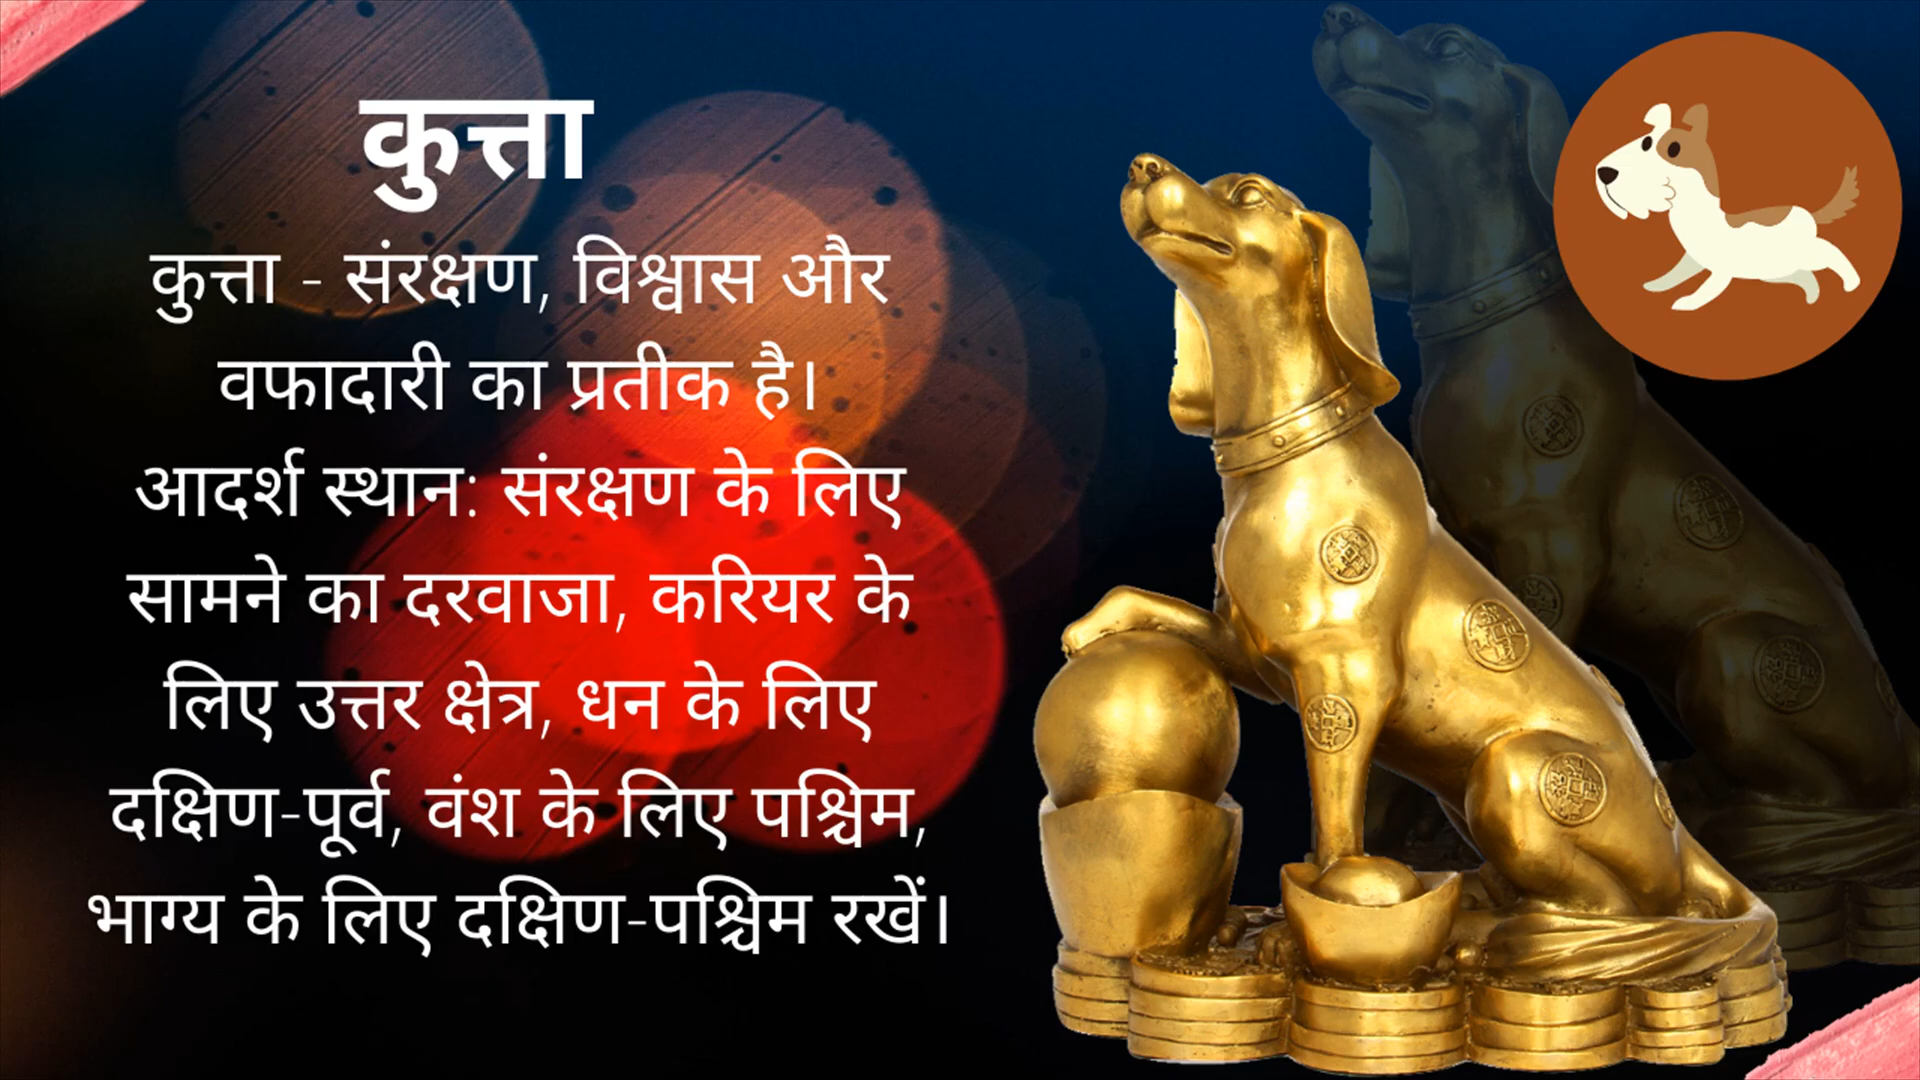 कुत्ता
कुत्ता - संरक्षण, विश्वास और
वफादारी का प्रतीक है।
आदर्श स्थान: संरक्षण के लिए
सामने का दरवाजा, करियर के
लिए उत्तर क्षेत्र, धन के लिए
दक्षिण-पूर्व, वंश के लिए पश्चिम,
भाग्य के लिए दक्षिण-पश्चिम रखें।